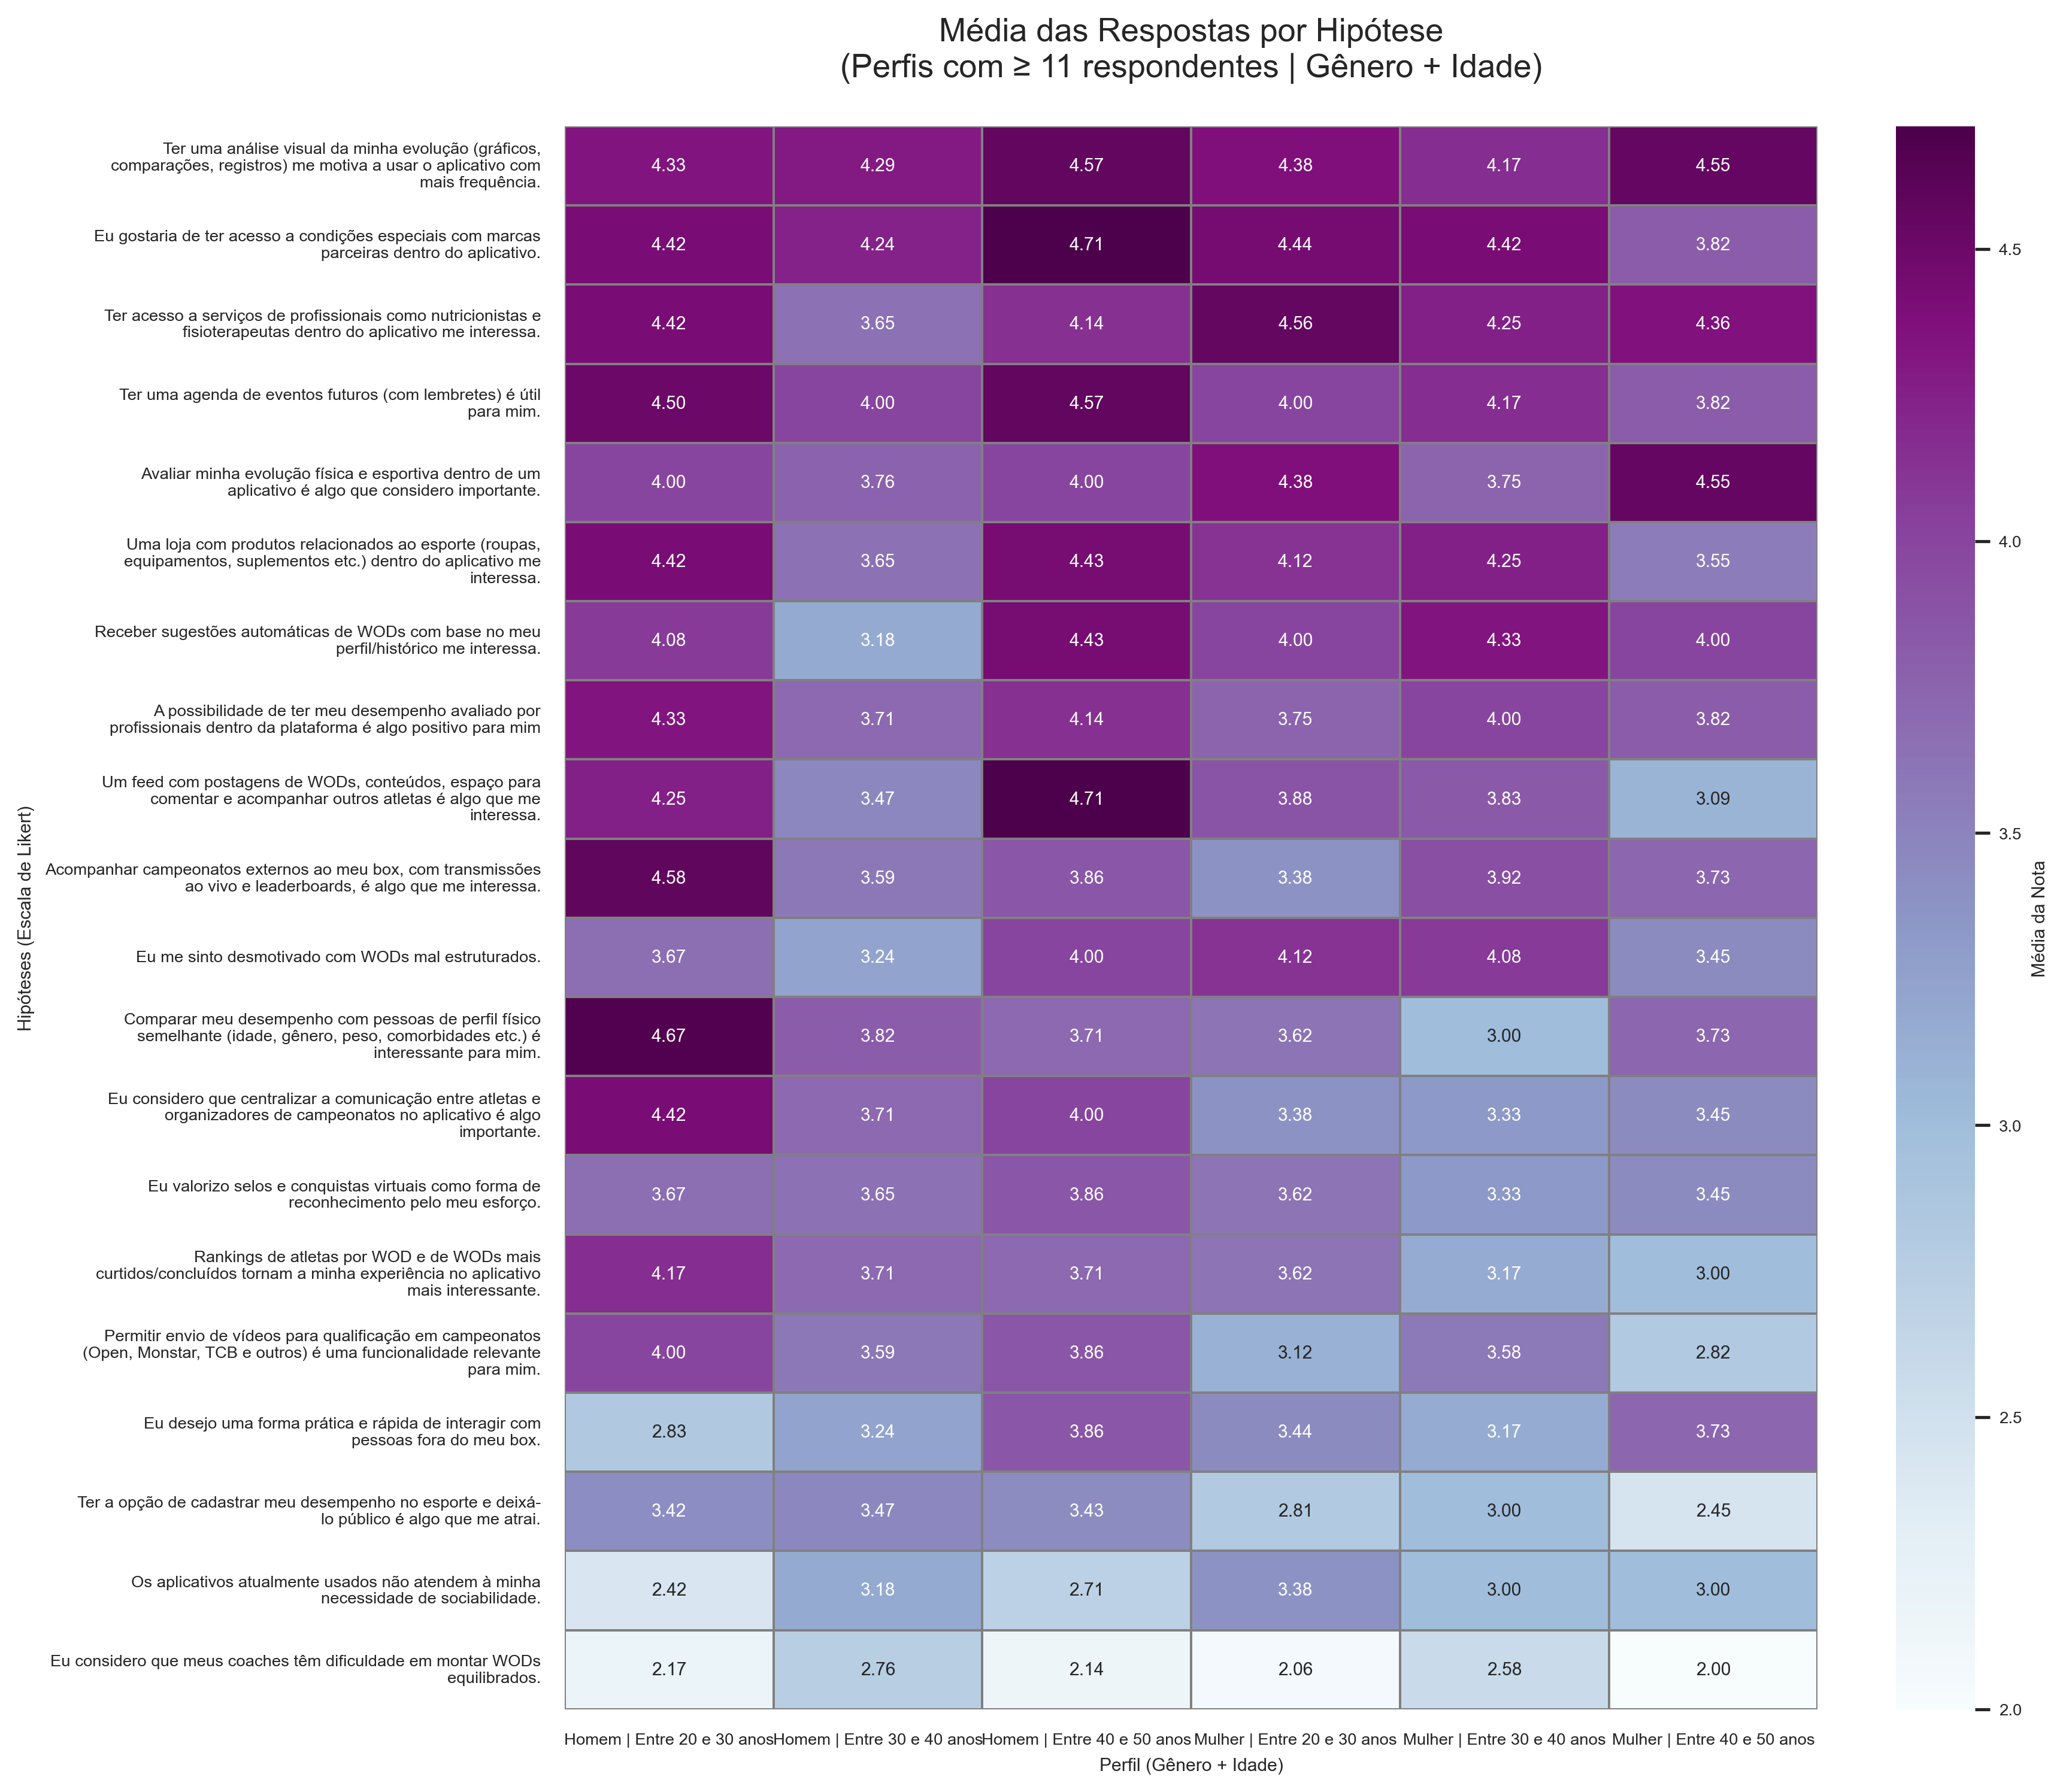 Média das Respostas por Hipótese
(Perfis com ≥ 11 respondentes | Gênero + Idade)
Hipóteses (Escala de Likert)
Ter uma análise visual da minha evolução (gráficos,
comparações, registros) me motiva a usar o aplicativo com
mais frequência.
4.33 4.29 4.57 4.38 4.17 4.55
Eu gostaria de ter acesso a condições especiais com marcas
parceiras dentro do aplicativo.
4.42 4.24 4.71 4.44 4.42 3.82
Ter acesso a serviços de profissionais como nutricionistas e
fisioterapeutas dentro do aplicativo me interessa.
4.42 3.65 4.14 4.56 4.25 4.36
Ter uma agenda de eventos futuros (com lembretes) é útil
para mim.
4.50 4.00 4.57 4.00 4.17 3.82
Avaliar minha evolução física e esportiva dentro de um
aplicativo é algo que considero importante.
4.00 3.76 4.00 4.38 3.75 4.55
Uma loja com produtos relacionados ao esporte (roupas,
equipamentos, suplementos etc.) dentro do aplicativo me
interessa.
4.42 3.65 4.43 4.12 4.25 3.55
Receber sugestões automáticas de WODs com base no meu
perfil/histórico me interessa.
4.08 3.18 4.43 4.00 4.33 4.00
A possibilidade de ter meu desempenho avaliado por
profissionais dentro da plataforma é algo positivo para mim
4.33 3.71 4.14 3.75 4.00 3.82
Um feed com postagens de WODs, conteúdos, espaço para
comentar e acompanhar outros atletas é algo que me
interessa.
4.25 3.47 4.71 3.88 3.83 3.09
Acompanhar campeonatos externos ao meu box, com transmissões
ao vivo e leaderboards, é algo que me interessa.
4.58 3.59 3.86 3.38 3.92 3.73
Eu me sinto desmotivado com WODs mal estruturados.
3.67 3.24 4.00 4.12 4.08 3.45
Comparar meu desempenho com pessoas de perfil físico
semelhante (idade, gênero, peso, comorbidades etc.) é
interessante para mim.
4.67 3.82 3.71 3.62 3.00 3.73
Eu considero que centralizar a comunicação entre atletas e
organizadores de campeonatos no aplicativo é algo
importante.
4.42 3.71 4.00 3.38 3.33 3.45
Eu valorizo selos e conquistas virtuais como forma de
reconhecimento pelo meu esforço.
3.67 3.65 3.86 3.62 3.33 3.45
Rankings de atletas por WOD e de WODs mais
curtidos/concluídos tornam a minha experiência no aplicativo
mais interessante.
4.17 3.71 3.71 3.62 3.17 3.00
Permitir envio de vídeos para qualificação em campeonatos
(Open, Monstar, TCB e outros) é uma funcionalidade relevante
para mim.
4.00 3.59 3.86 3.12 3.58 2.82
Eu desejo uma forma prática e rápida de interagir com
pessoas fora do meu box.
2.83 3.24 3.86 3.44 3.17 3.73
Ter a opção de cadastrar meu desempenho no esporte e deixá-
lo público é algo que me atrai.
3.42 3.47 3.43 2.81 3.00 2.45
Os aplicativos atualmente usados não atendem à minha
necessidade de sociabilidade.
2.42 3.18 2.71 3.38 3.00 3.00
Eu considero que meus coaches têm dificuldade em montar WODs
equilibrados.
2.17 2.76 2.14 2.06 2.58 2.00
Homem | Entre 20 e 30 anos Homem | Entre 30 e 40 anos Homem | Entre 40 e 50 anos Mulher | Entre 20 e 30 anos Mulher | Entre 30 e 40 anos Mulher | Entre 40 e 50 anos
Perfil (Gênero + Idade)
4.5
4.0
3.5
3.0
2.5
2.0
Média da Nota